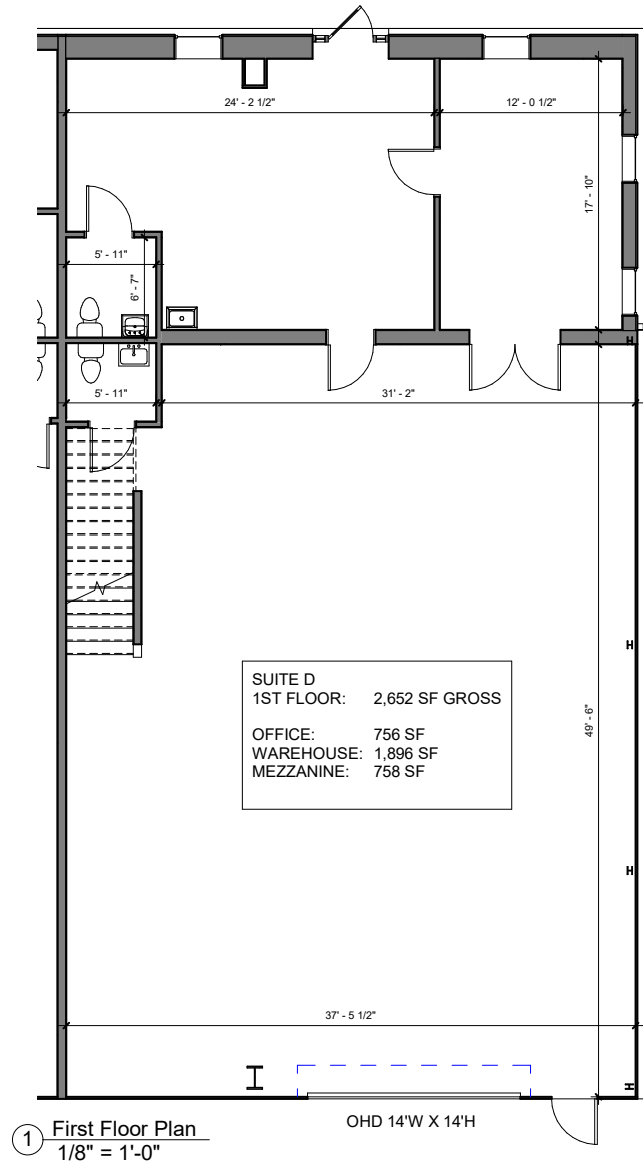 24' - 2 1/2"
12' - 0 1/2"
17' - 10"
5' - 11"
6' - 7"
5' - 11"
31' - 2"
SUITE D
1ST FLOOR: 2,652 SF GROSS
OFFICE: 756 SF
WAREHOUSE: 1,896 SF
MEZZANINE: 758 SF
49' - 6"
37' - 5 1/2"
OHD 14'W X 14'H
1 First Floor Plan
1/8" = 1'-0"